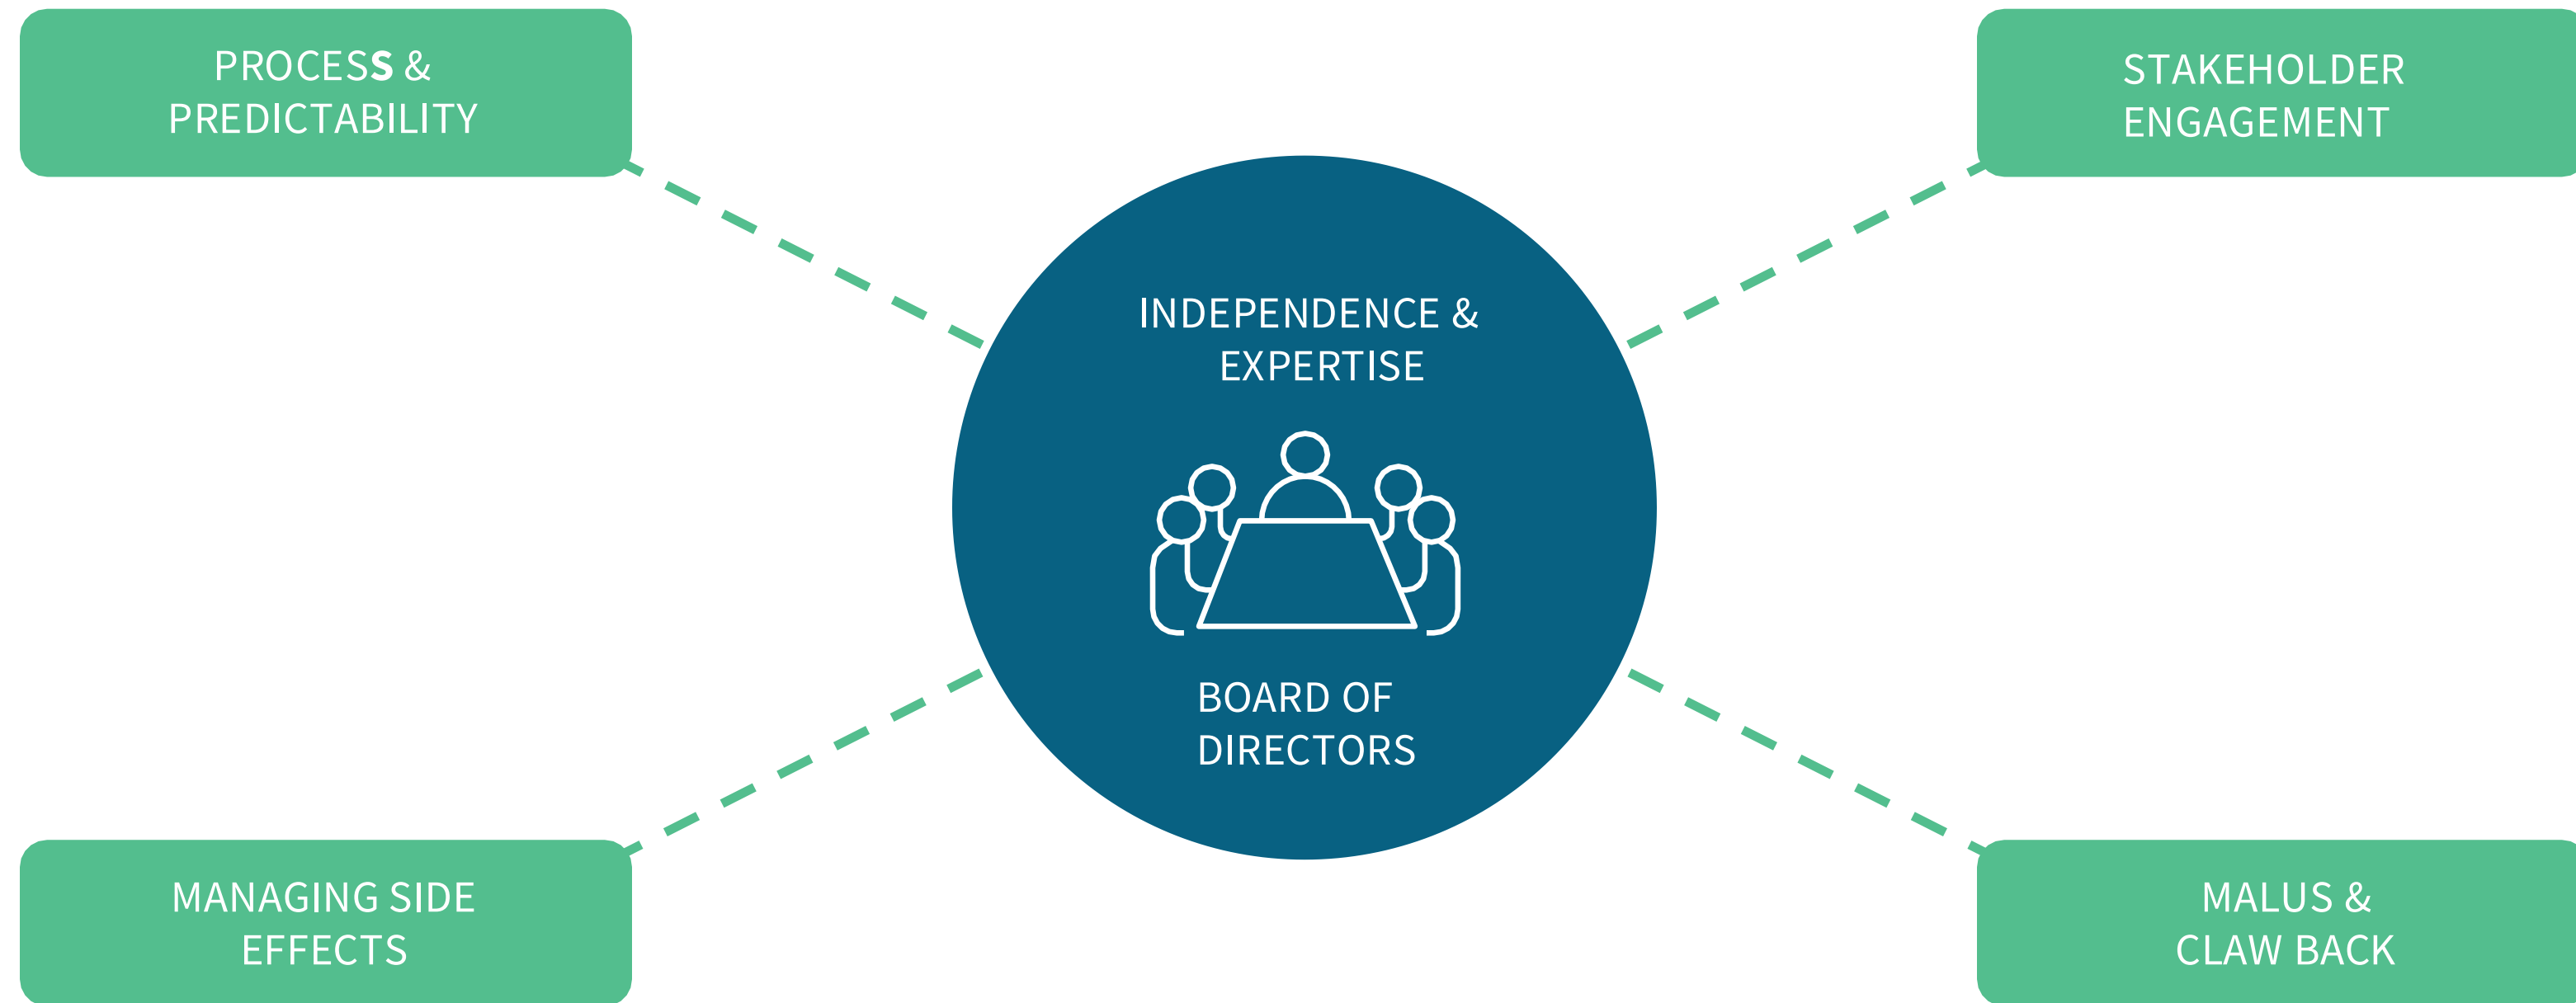 PROCESS &
PREDICTABILITY
STAKEHOLDER
ENGAGEMENT
INDEPENDENCE &
EXPERTISE
BOARD OF
DIRECTORS
MANAGING SIDE
EFFECTS
MALUS &
CLAW BACK